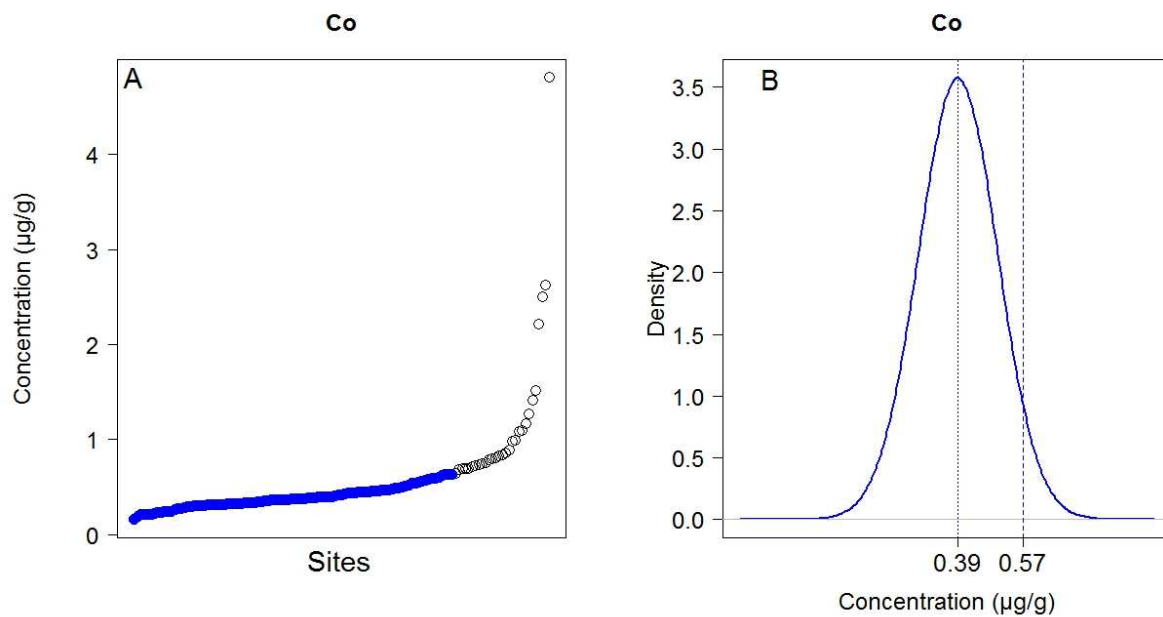 Co
A
Concentration (µg/g)
4
3
2
1
0
Sites
Co
B
Density
3.5
3.0
2.5
2.0
1.5
1.0
0.5
0.0
0.39 0.57
Concentration (µg/g)